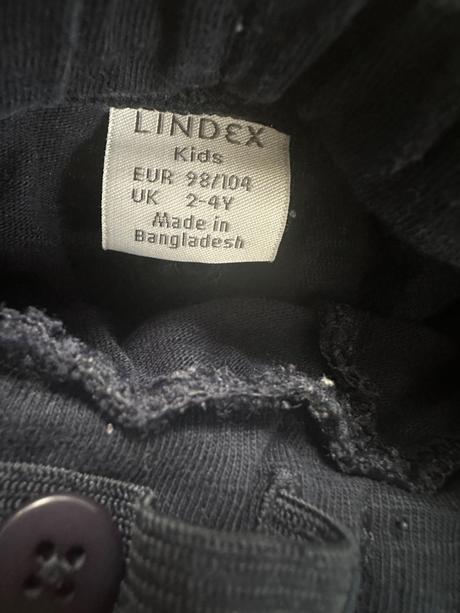 LINDEX
Kids
EUR 98/104
UK 2-4Y
Made in
Bangladesh